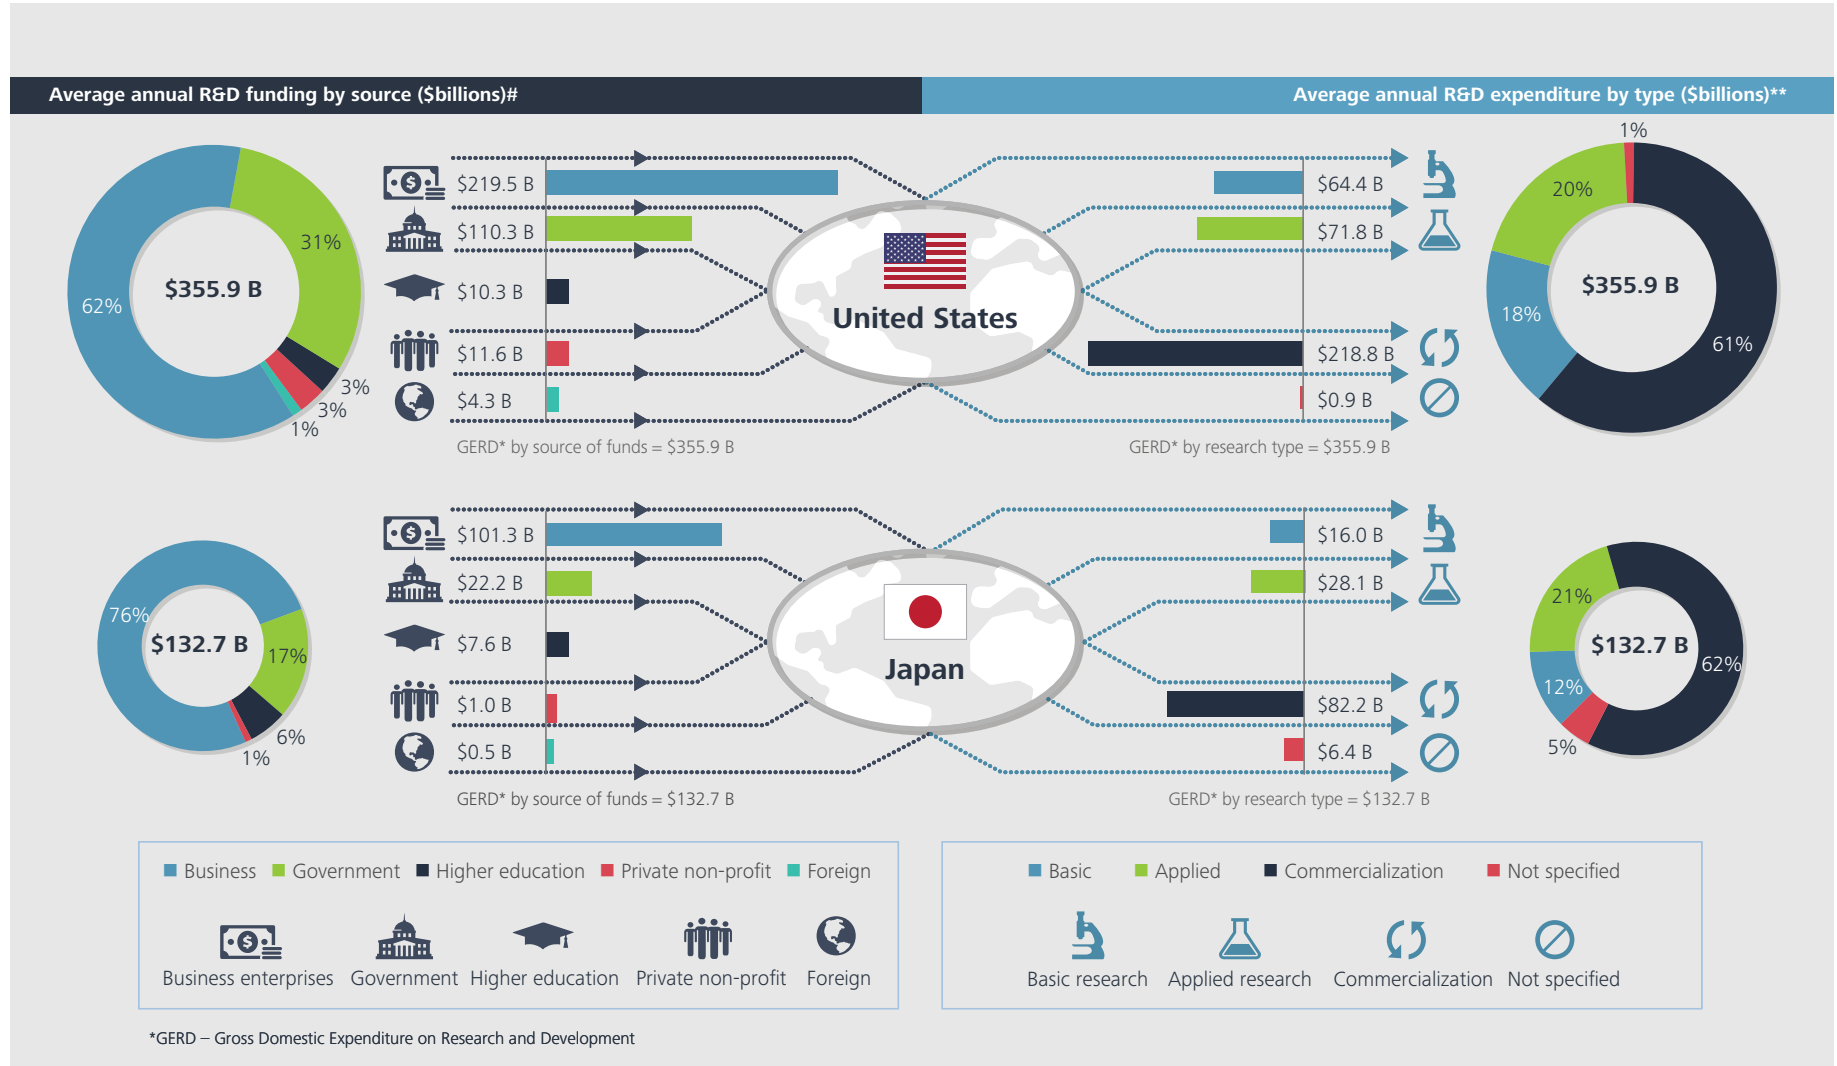 Average annual R&D funding by source ($billions)#
Average annual R&D expenditure by type ($billions)**
62%
31%
3%
3%
1%
$355.9 B
$219.5 B
$110.3 B
$10.3 B
$11.6 B
$4.3 B
GERD* by source of funds = $355.9 B
United States
$64.4 B
$71.8 B
$218.8 B
$0.9 B
GERD* by research type = $355.9 B
1%
20%
18%
61%
$355.9 B
76%
17%
6%
1%
$132.7 B
$101.3 B
$22.2 B
$7.6 B
$1.0 B
$0.5 B
GERD* by source of funds = $132.7 B
Japan
$16.0 B
$28.1 B
$82.2 B
$6.4 B
GERD* by research type = $132.7 B
21%
12%
5%
62%
$132.7 B
Business Government Higher education Private non-profit Foreign
Business enterprises Government Higher education Private non-profit Foreign
Basic Applied Commercialization Not specified
Basic research Applied research Commercialization Not specified
*GERD – Gross Domestic Expenditure on Research and Development